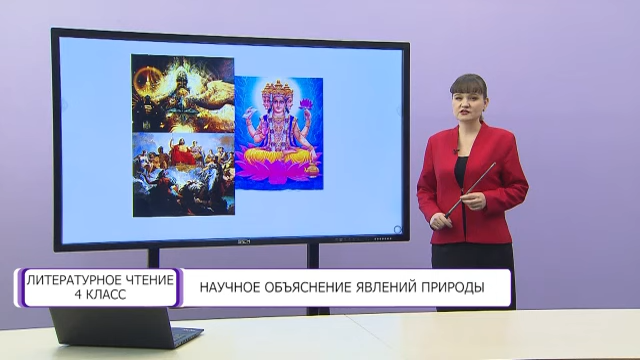 ЛИТЕРАТУРНОЕ ЧТЕНИЕ
4 КЛАСС
НАУЧНОЕ ОБЪЯСНЕНИЕ ЯВЛЕНИЙ ПРИРОДЫ